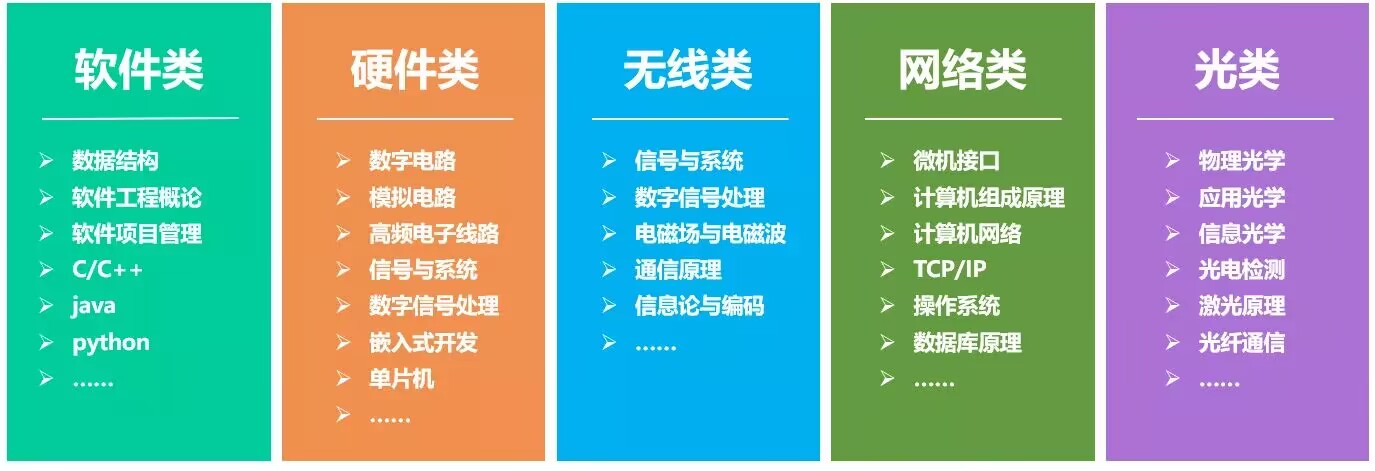 软件类
数据结构
软件工程概论
软件项目管理
C/C++
java
python
……
硬件类
数字电路
模拟电路
高频电子线路
信号与系统
数字信号处理
嵌入式开发
单片机
……
无线类
信号与系统
数字信号处理
电磁场与电磁波
通信原理
信息论与编码
……
网络类
微机接口
计算机组成原理
计算机网络
TCP/IP
操作系统
数据库原理
……
光类
物理光学
应用光学
信息光学
光电检测
激光原理
光纤通信
……